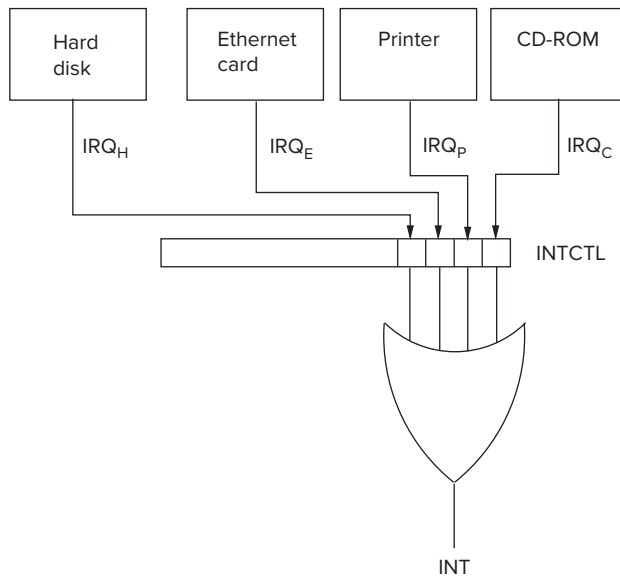 Hard
disk
Ethernet
card
Printer
CD-ROM
IRQH
IRQE
IRQP
IRQC
INTCTL
INT